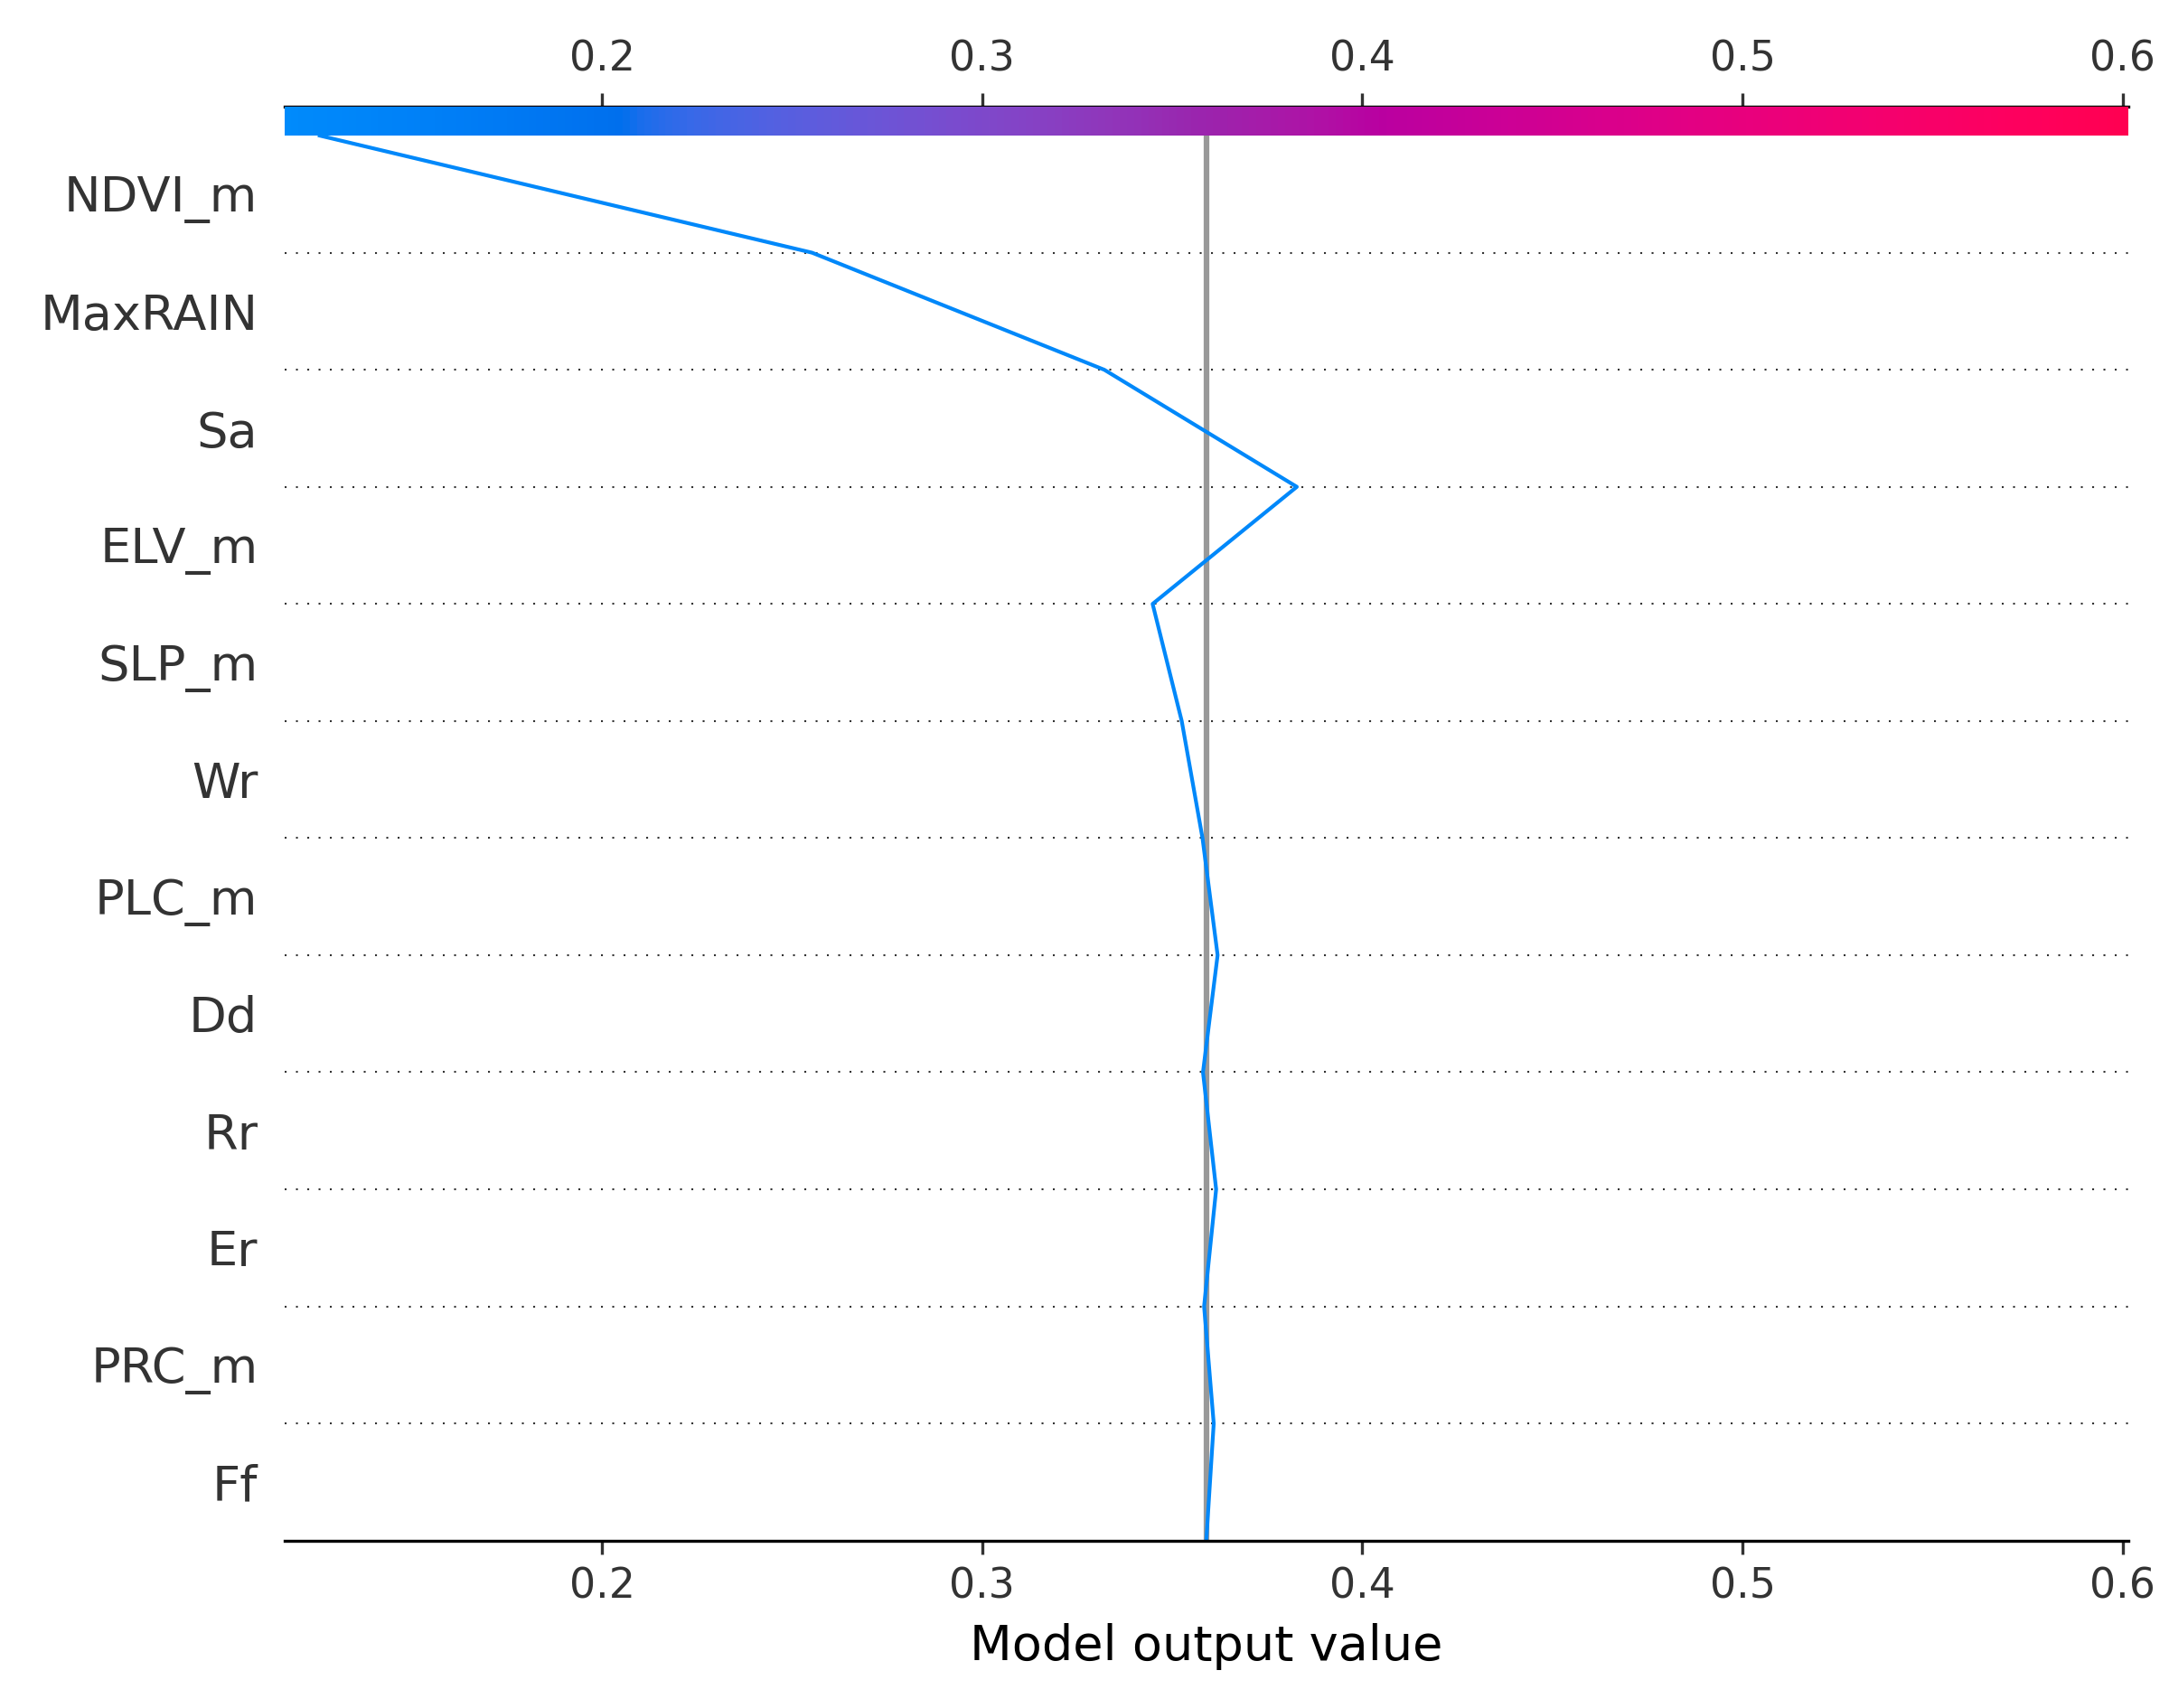 0.2 0.3 0.4 0.5 0.6
NDVI_m
MaxRAIN
Sa
ELV_m
SLP_m
Wr
PLC_m
Dd
Rr
Er
PRC_m
Ff
0.2 0.3 0.4 0.5 0.6
Model output value